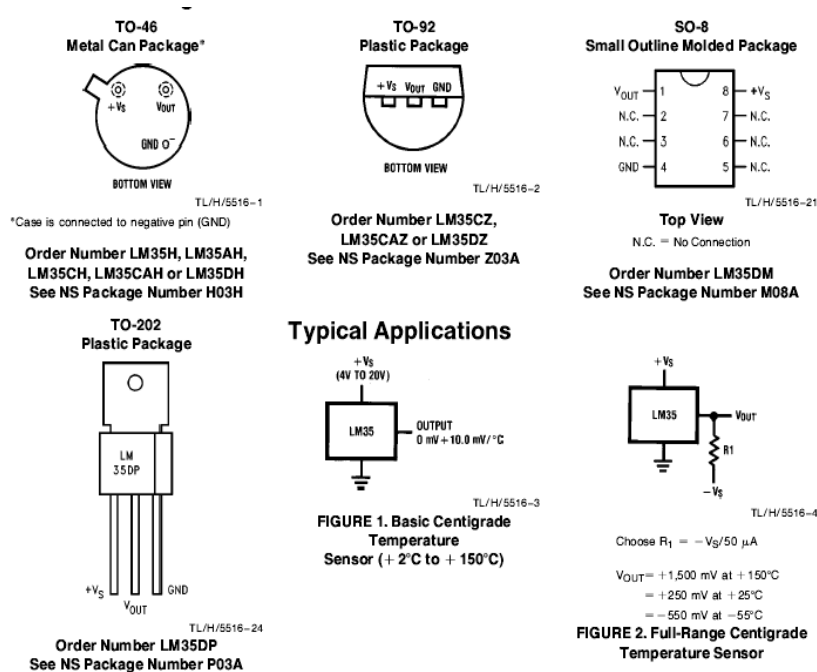 TO-46
Metal Can Package*
+VS
VOUT
GND
BOTTOM VIEW
TL/H/5516–1
*Case is connected to negative pin (GND)
Order Number LM35H, LM35AH,
LM35CH, LM35CAH or LM35DH
See NS Package Number H03H
TO-92
Plastic Package
+VS VOUT GND
BOTTOM VIEW
TL/H/5516–2
Order Number LM35CZ,
LM35CAZ or LM35DZ
See NS Package Number Z03A
SO-8
Small Outline Molded Package
VOUT 1 8 +VS
N.C. 2 7 N.C.
N.C. 3 6 N.C.
GND 4 5 N.C.
TL/H/5516–21
Top View
N.C. = No Connection
Order Number LM35DM
See NS Package Number M08A
TO-202
Plastic Package
LM
35DP
+VS
VOUT
GND
TL/H/5516–24
Order Number LM35DP
See NS Package Number P03A
Typical Applications
+VS
(4V TO 20V)
LM35
OUTPUT
0 mV + 10.0 mV/°C
TL/H/5516–3
FIGURE 1. Basic Centigrade
Temperature
Sensor (+2°C to +150°C)
+VS
LM35
VOUT
R1
−VS
TL/H/5516–4
Choose R1 = −VS/50 μA
VOUT = +1,500 mV at +150°C
= +250 mV at +25°C
= −550 mV at −55°C
FIGURE 2. Full-Range Centigrade
Temperature Sensor